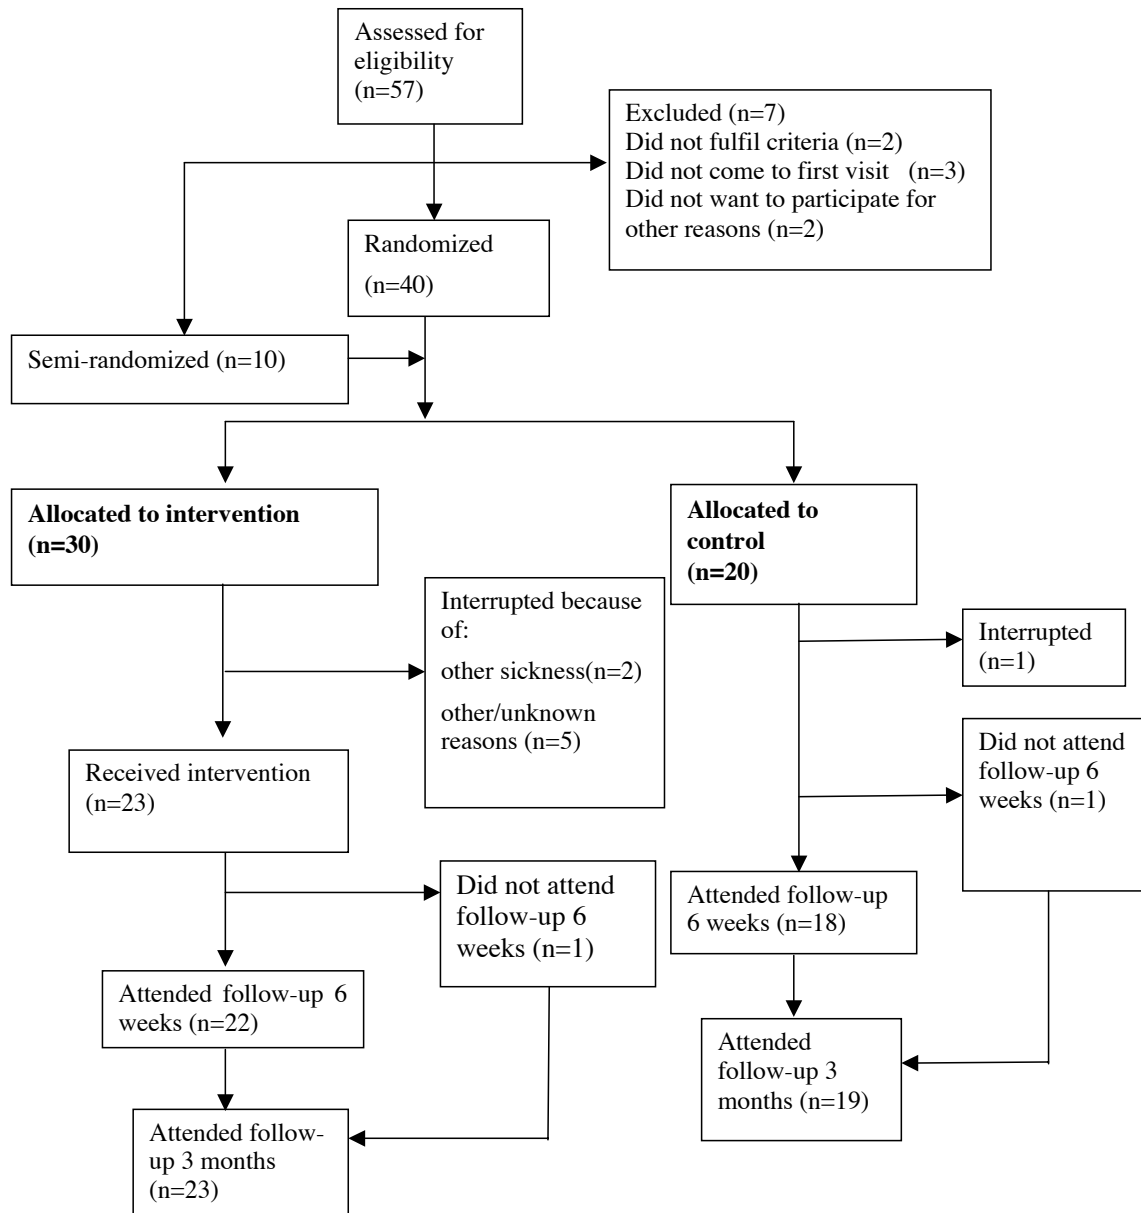 Assessed for
eligibility
(n=57)
Excluded (n=7)
Did not fulfil criteria (n=2)
Did not come to first visit (n=3)
Did not want to participate for
other reasons (n=2)
Randomized
(n=40)
Semi-randomized (n=10)
Allocated to intervention
(n=30)
Allocated to
control
(n=20)
Interrupted because
of:
other sickness(n=2)
other/unknown
reasons (n=5)
Interrupted
(n=1)
Received intervention
(n=23)
Did not attend
follow-up 6
weeks (n=1)
Did not attend
follow-up 6
weeks (n=1)
Attended follow-up
6 weeks (n=18)
Attended follow-up 6
weeks (n=22)
Attended
follow-up 3
months (n=19)
Attended follow-
up 3 months
(n=23)